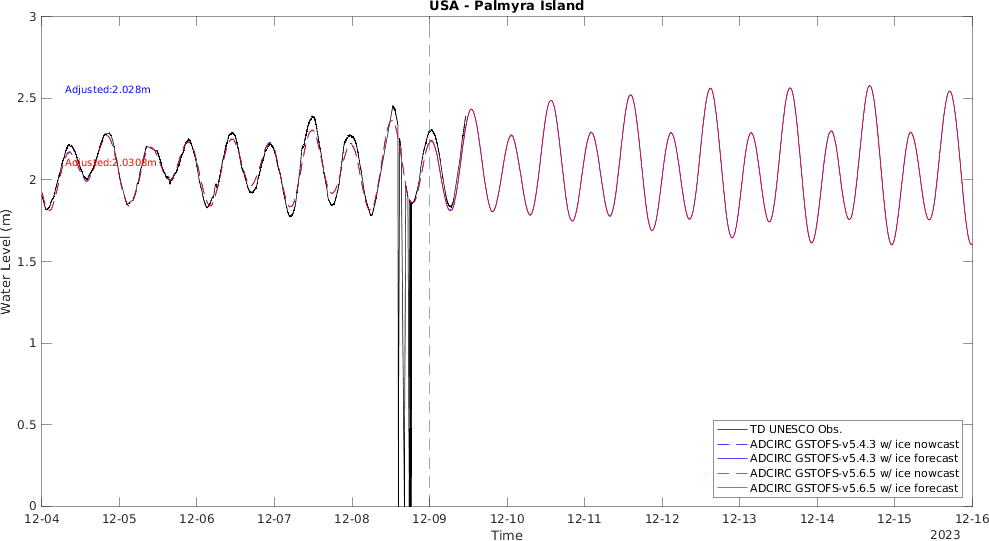 USA - Palmyra Island
3
2.5
2
1.5
1
0.5
0
Water Level (m)
Adjusted:2.028m
Adjusted:2.0308m
TD UNESCO Obs.
ADCIRC GSTOFS-v5.4.3 w/ ice nowcast
ADCIRC GSTOFS-v5.4.3 w/ ice forecast
ADCIRC GSTOFS-v5.6.5 w/ ice nowcast
ADCIRC GSTOFS-v5.6.5 w/ ice forecast
12-04 12-05 12-06 12-07 12-08 12-09 12-10 12-11 12-12 12-13 12-14 12-15 12-16
Time
2023